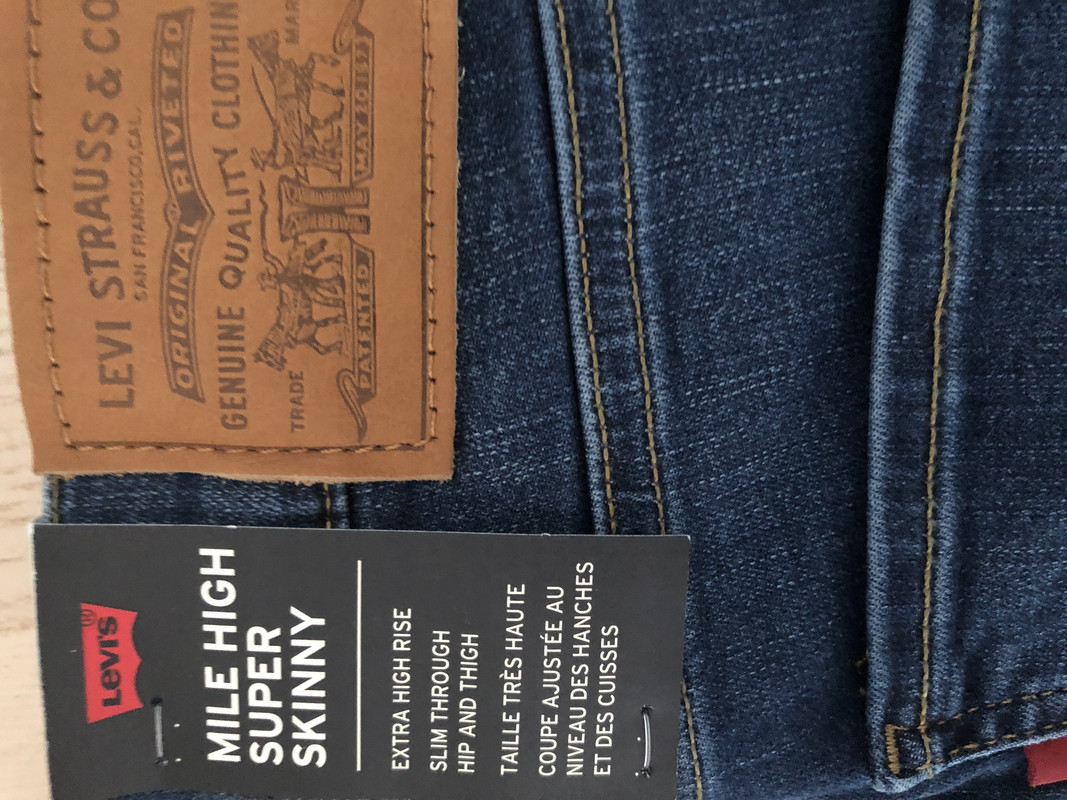 LEVI STRAUSS & CO
SAN FRANCISCO, CAL.
ORIGINAL RIVETED
GENUINE QUALITY CLOTHIN
TRADE MAR
PATENTED MAY 20 1873
Levi's®
MILE HIGH
SUPER
SKINNY
EXTRA HIGH RISE
SLIM THROUGH
HIP AND THIGH
TAILLE TRÈS HAUTE
COUPE AJUSTÉE AU
NIVEAU DES HANCHES
ET DES CUISSES